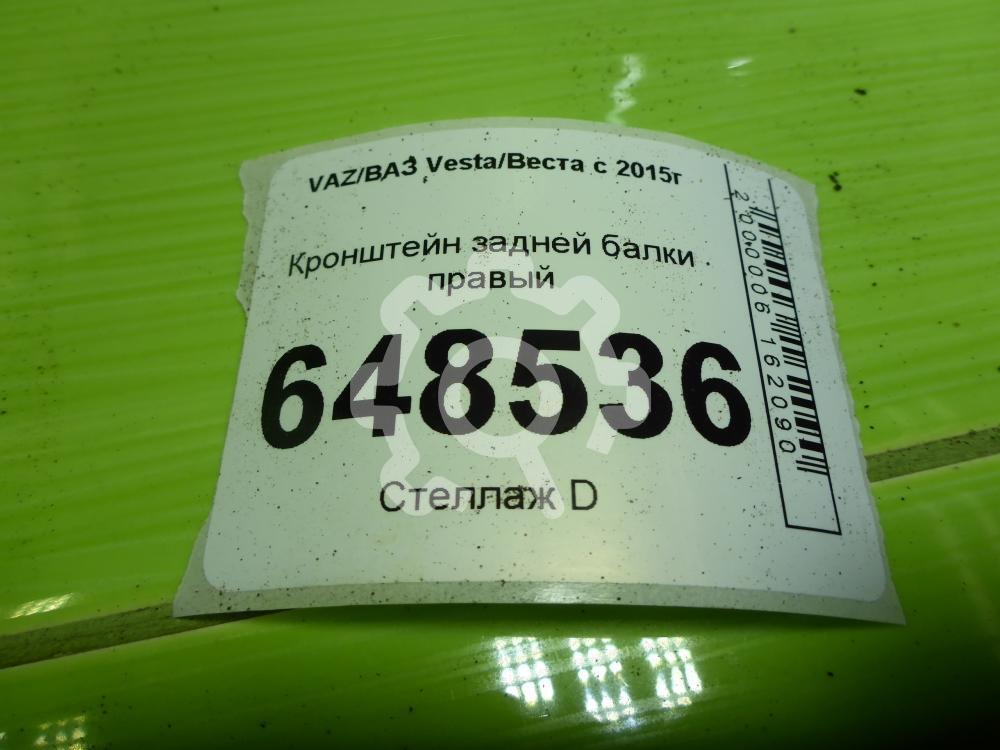 VAZ/ВАЗ Vesta/Веста с 2015г
Кронштейн задней балки
правый
648536
Стеллаж D
2000006162090